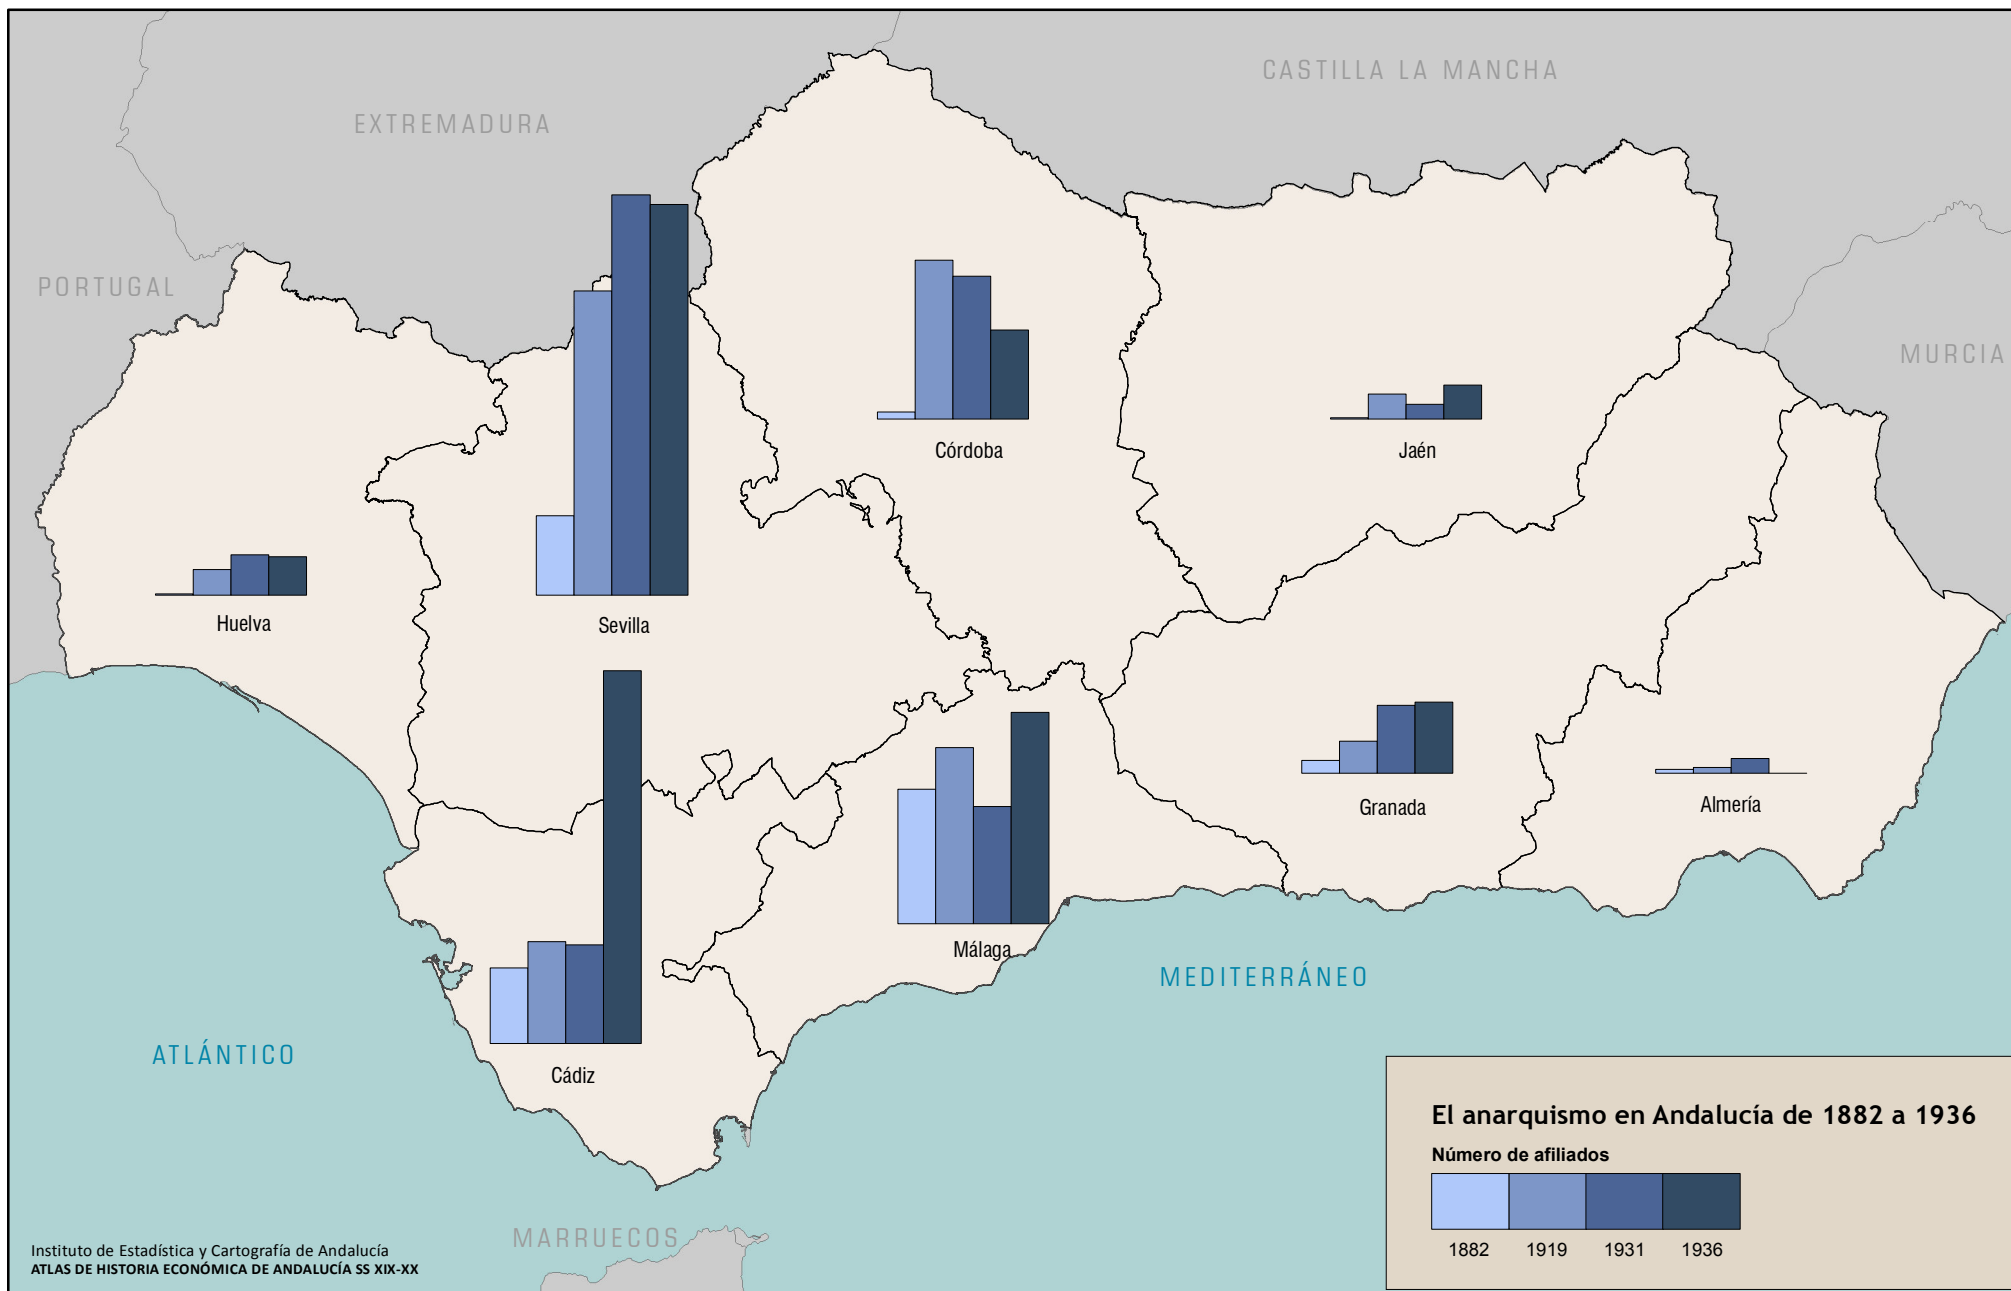 CASTILLA LA MANCHA
EXTREMADURA
PORTUGAL
MURCIA
Córdoba
Jaén
Huelva
Sevilla
Granada
Almería
Málaga
MEDITERRÁNEO
ATLÁNTICO
Cádiz
El anarquismo en Andalucía de 1882 a 1936
Número de afiliados
1882 1919 1931 1936
MARRUECOS
Instituto de Estadística y Cartografía de Andalucía
ATLAS DE HISTORIA ECONÓMICA DE ANDALUCÍA SS XIX-XX